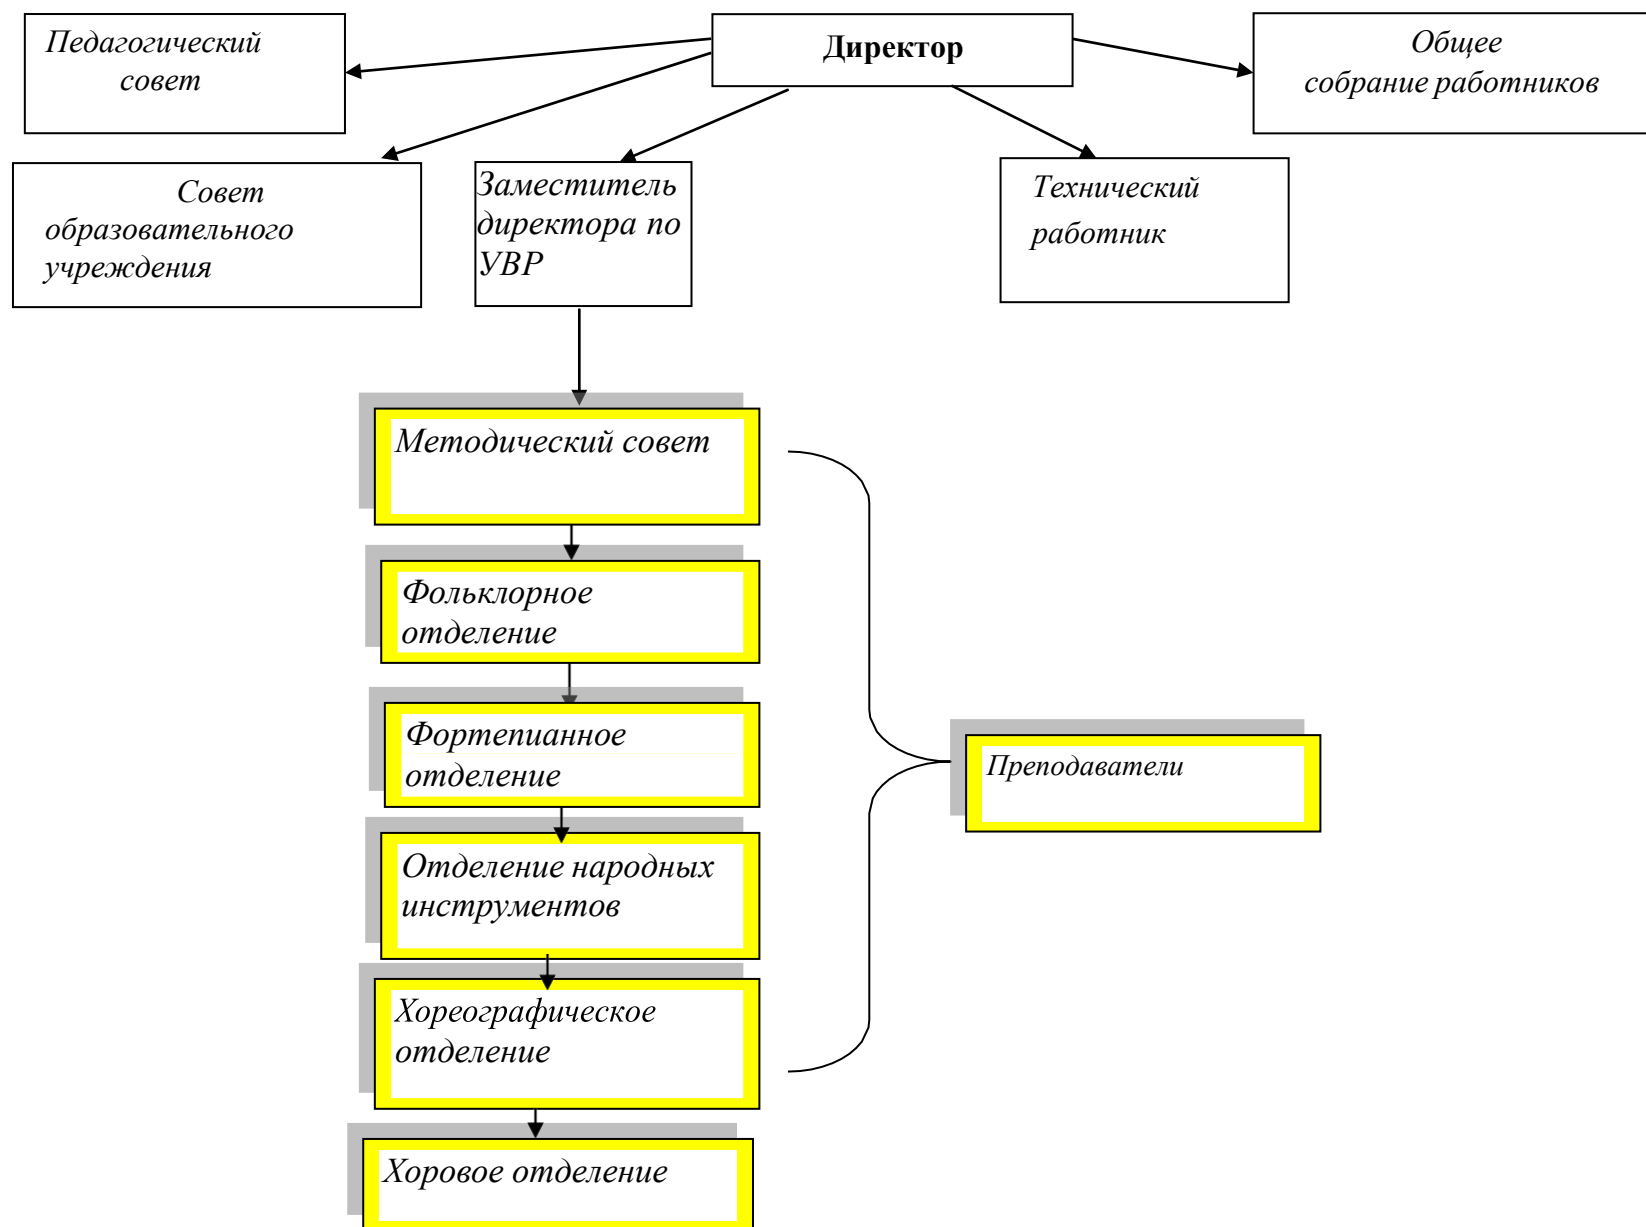 Педагогический
совет
Директор
Общее
собрание работников
Совет
образовательного
учреждения
Заместитель
директора по
УВР
Технический
работник
Методический совет
Фольклорное
отделение
Фортепианное
отделение
Отделение народных
инструментов
Хореографическое
отделение
Хоровое отделение
Преподаватели